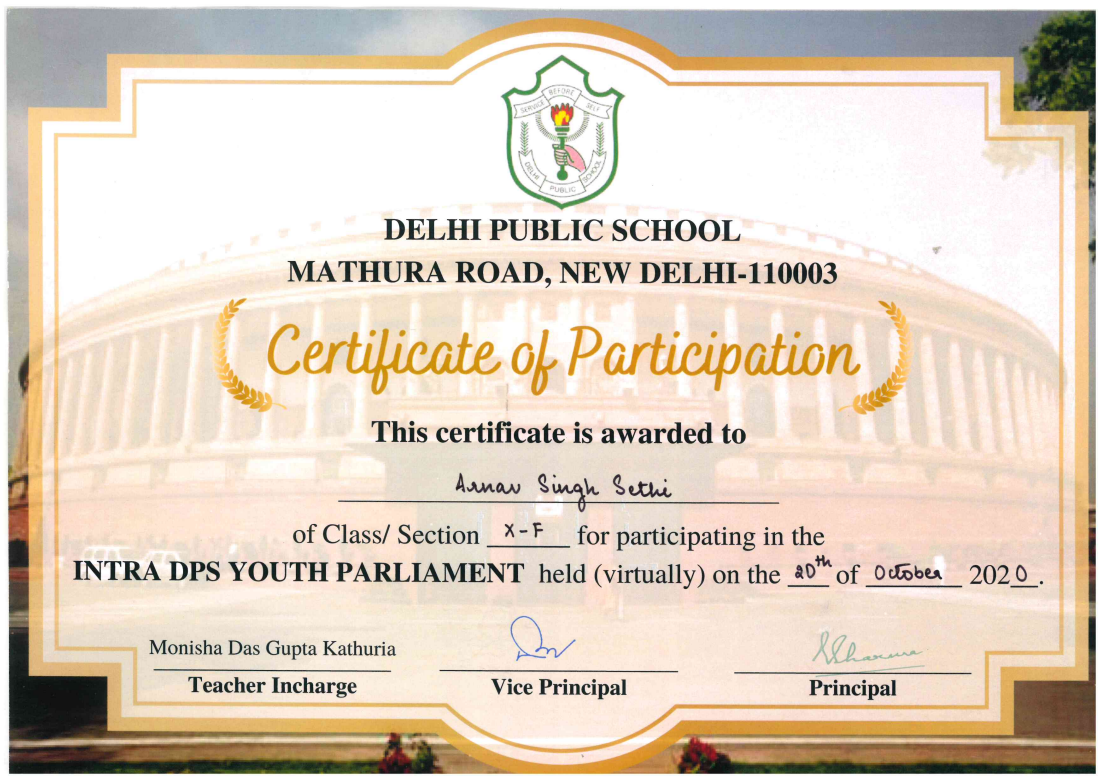 SERVICE BEFORE SELF
DELHI PUBLIC SCHOOL
DELHI PUBLIC SCHOOL
MATHURA ROAD, NEW DELHI-110003
Certificate of Participation
This certificate is awarded to
Arnav Singh Sethi
of Class/ Section X-F for participating in the
INTRA DPS YOUTH PARLIAMENT held (virtually) on the 20th of October 2020.
Monisha Das Gupta Kathuria
Teacher Incharge
Vice Principal
Principal